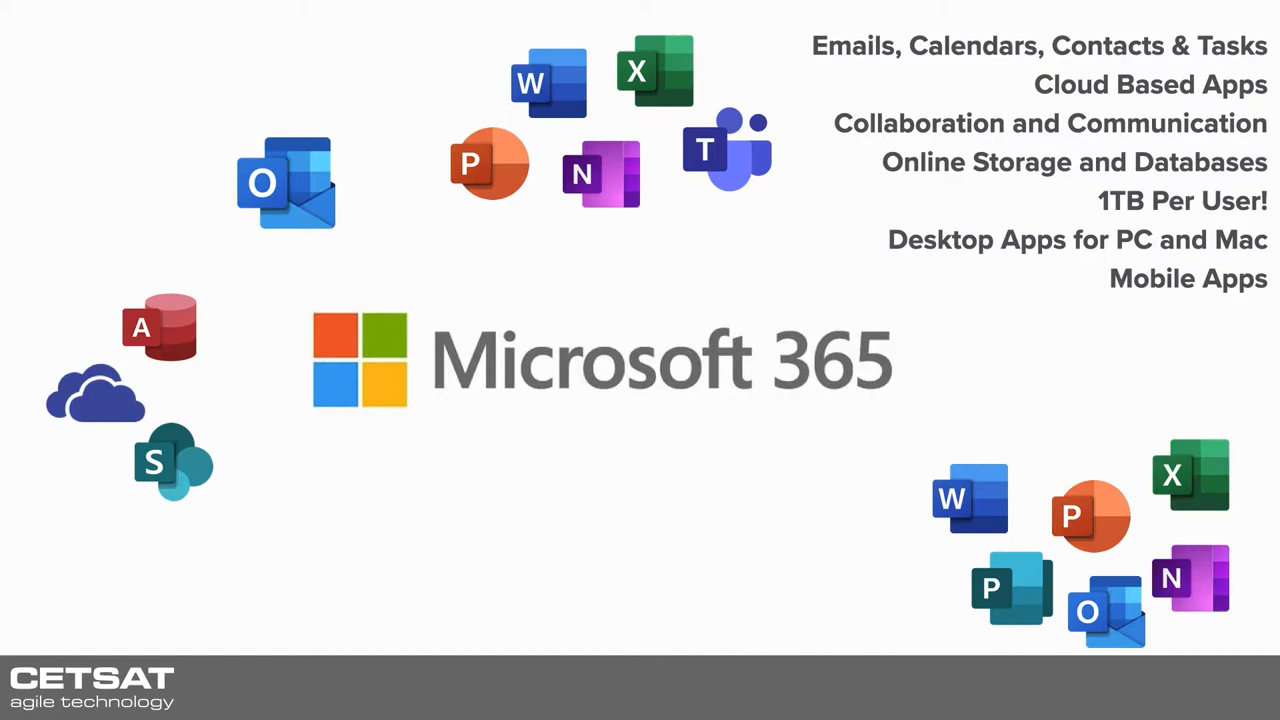 Emails, Calendars, Contacts & Tasks
Cloud Based Apps
Collaboration and Communication
Online Storage and Databases
1TB Per User!
Desktop Apps for PC and Mac
Mobile Apps
W
X
P
N
T
O
A
S
Microsoft 365
W
P
X
P
O
N
CETSAT
agile technology